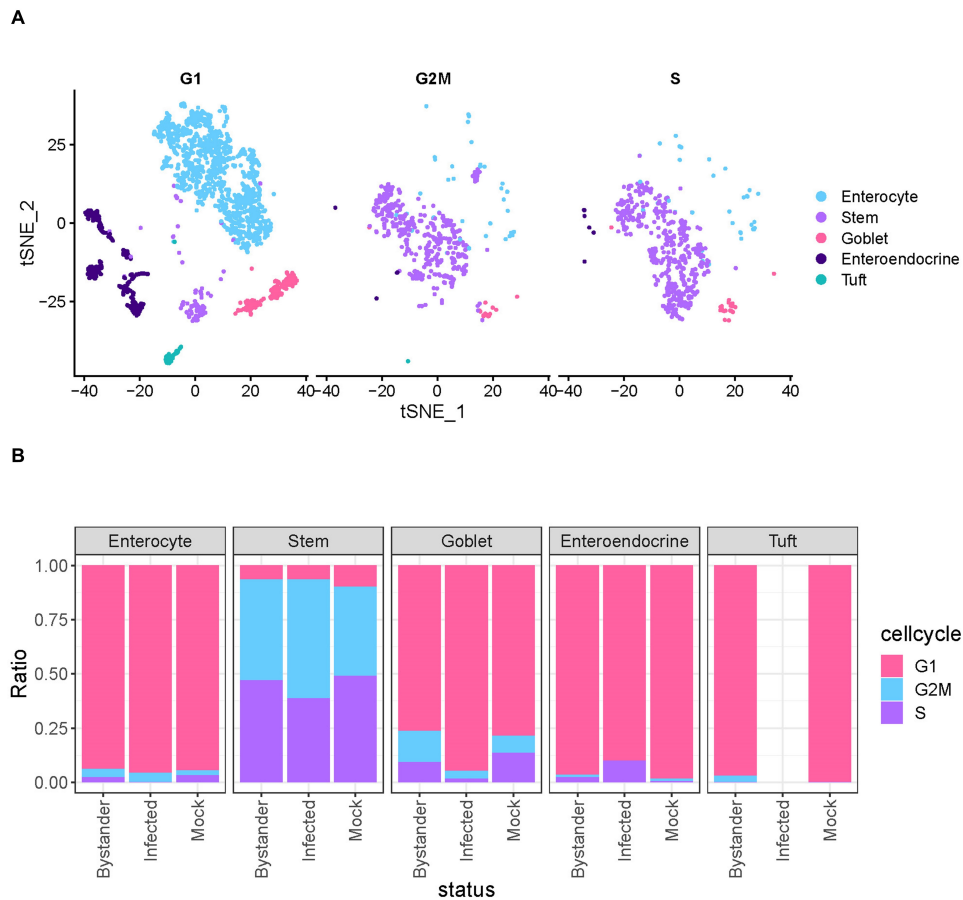 A
G1 G2M S
25
0
−25
tSNE_2
−40 −20 0 20 40 −40 −20 0 20 40 −40 −20 0 20 40
tSNE_1
Enterocyte
Stem
Goblet
Enteroendocrine
Tuft
B
Enterocyte Stem Goblet Enteroendocrine Tuft
1.00
0.75
0.50
0.25
0.00
Ratio
Bystander Infected Mock Bystander Infected Mock Bystander Infected Mock Bystander Infected Mock Bystander Infected Mock
status
cellcycle
G1
G2M
S